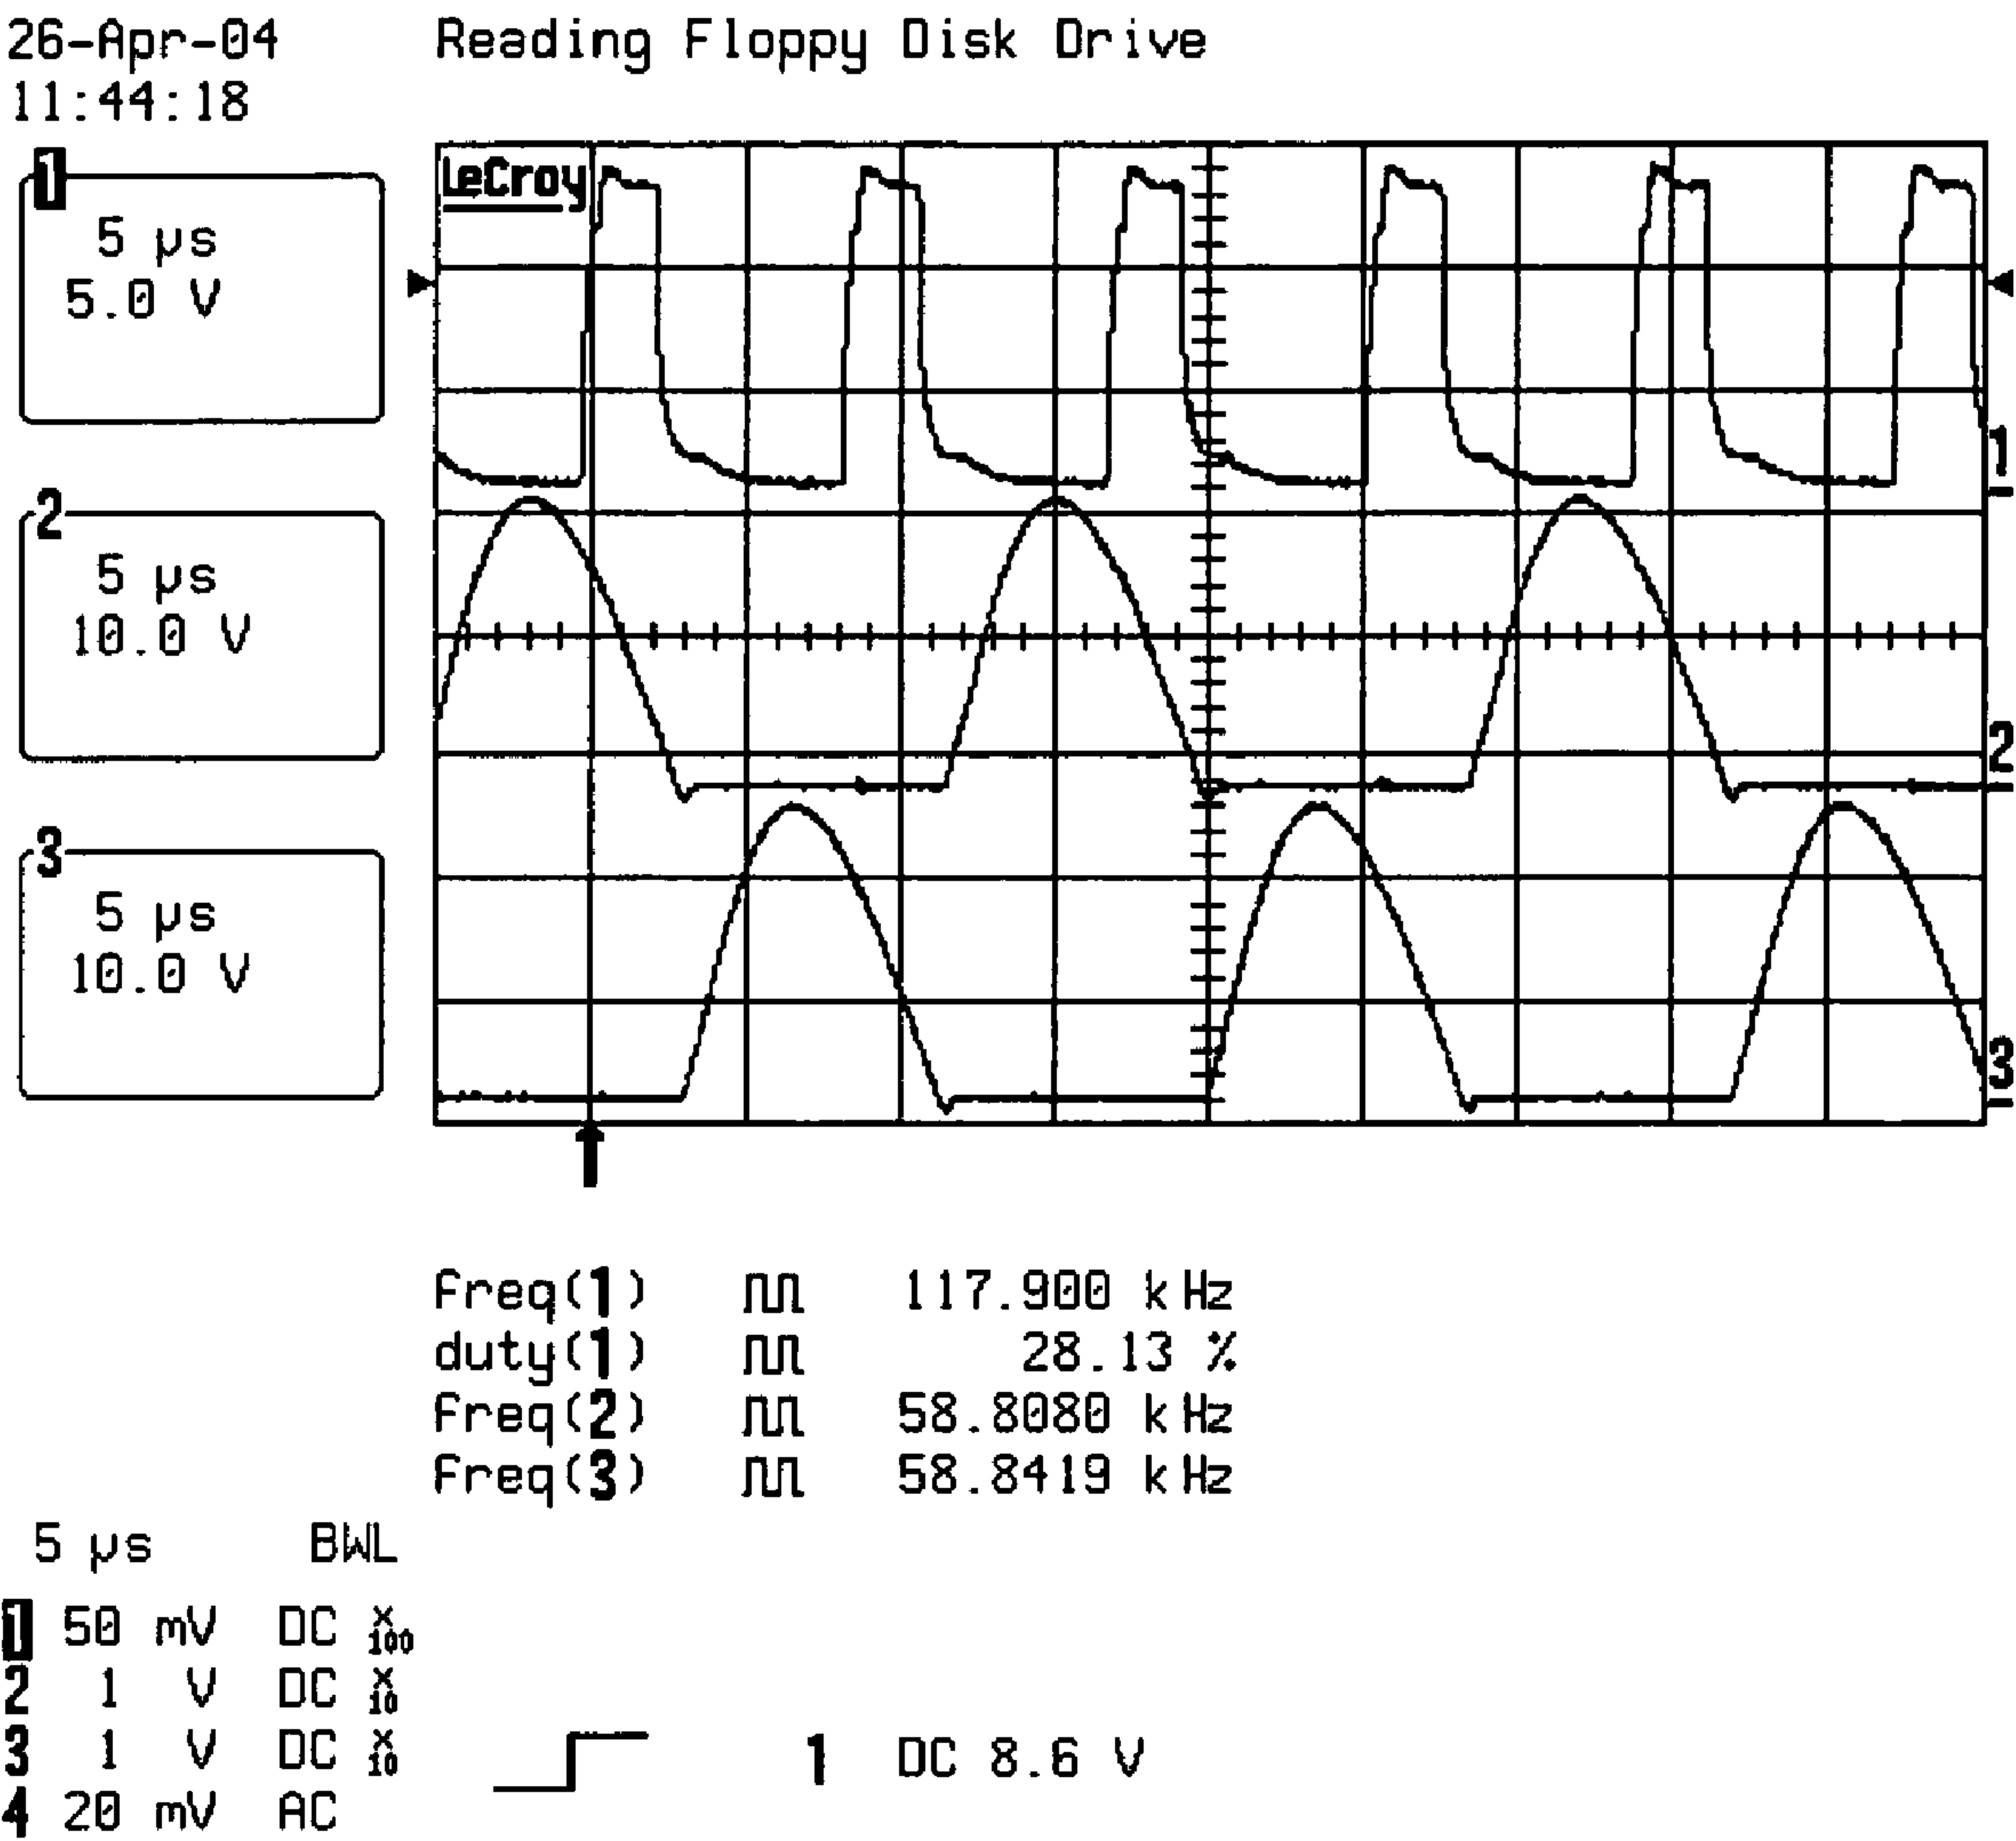 26-Apr-04
Reading Floppy Disk Drive
11:44:18
LeCroy
1
5 µs
5.0 V
2
5 µs
10.0 V
3
5 µs
10.0 V
1
2
3
freq(1) 117.900 kHz
duty(1) 28.13 %
freq(2) 58.8080 kHz
freq(3) 58.8419 kHz
5 µs BWL
1 50 mV DC X100
2 1 V DC X10
3 1 V DC X10
4 20 mV AC
1 DC 8.6 V